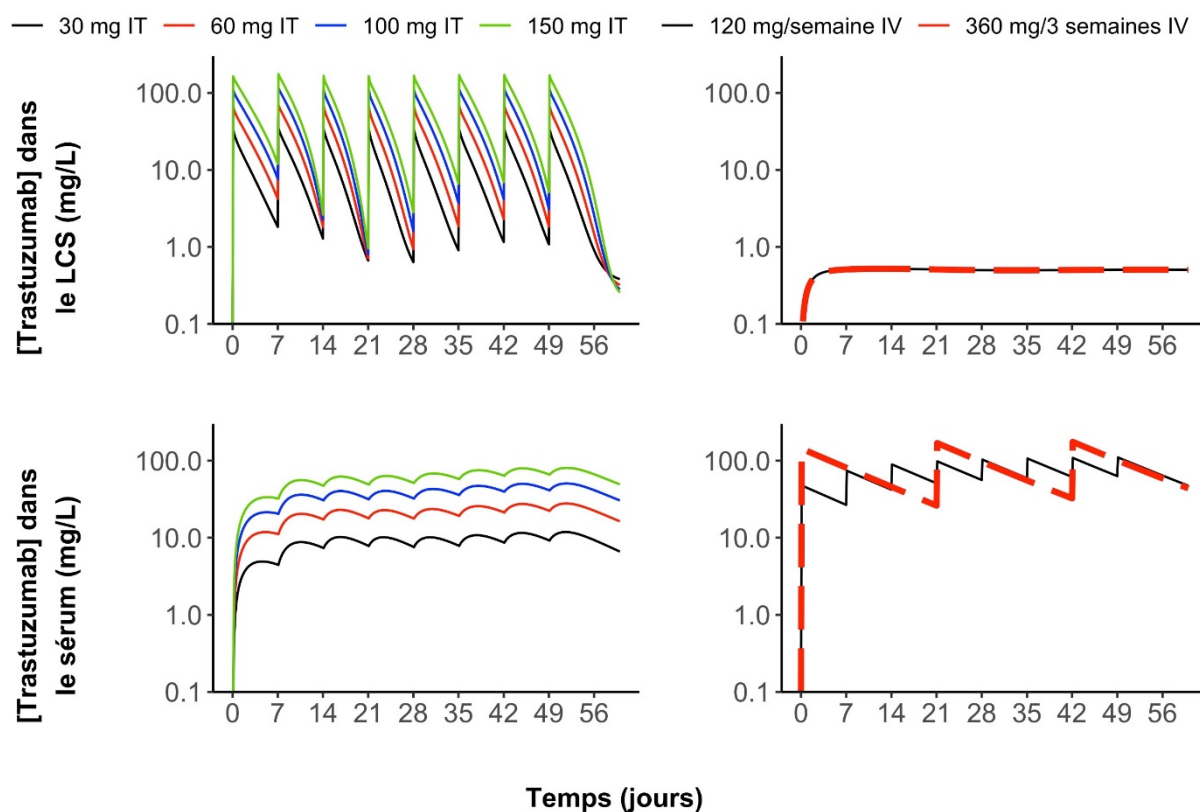 30 mg IT 60 mg IT 100 mg IT 150 mg IT 120 mg/semaine IV 360 mg/3 semaines IV
[Trastuzumab] dans
le LCS (mg/L)
100.0
10.0
1.0
0.1
0 7 14 21 28 35 42 49 56
100.0
10.0
1.0
0.1
0 7 14 21 28 35 42 49 56
[Trastuzumab] dans
le sérum (mg/L)
100.0
10.0
1.0
0.1
0 7 14 21 28 35 42 49 56
100.0
10.0
1.0
0.1
0 7 14 21 28 35 42 49 56
Temps (jours)